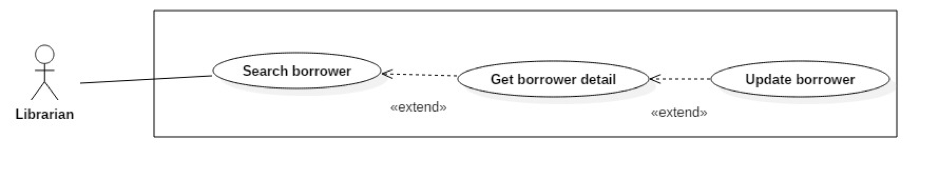 Search borrower
Get borrower detail
Update borrower
«extend»
«extend»
Librarian